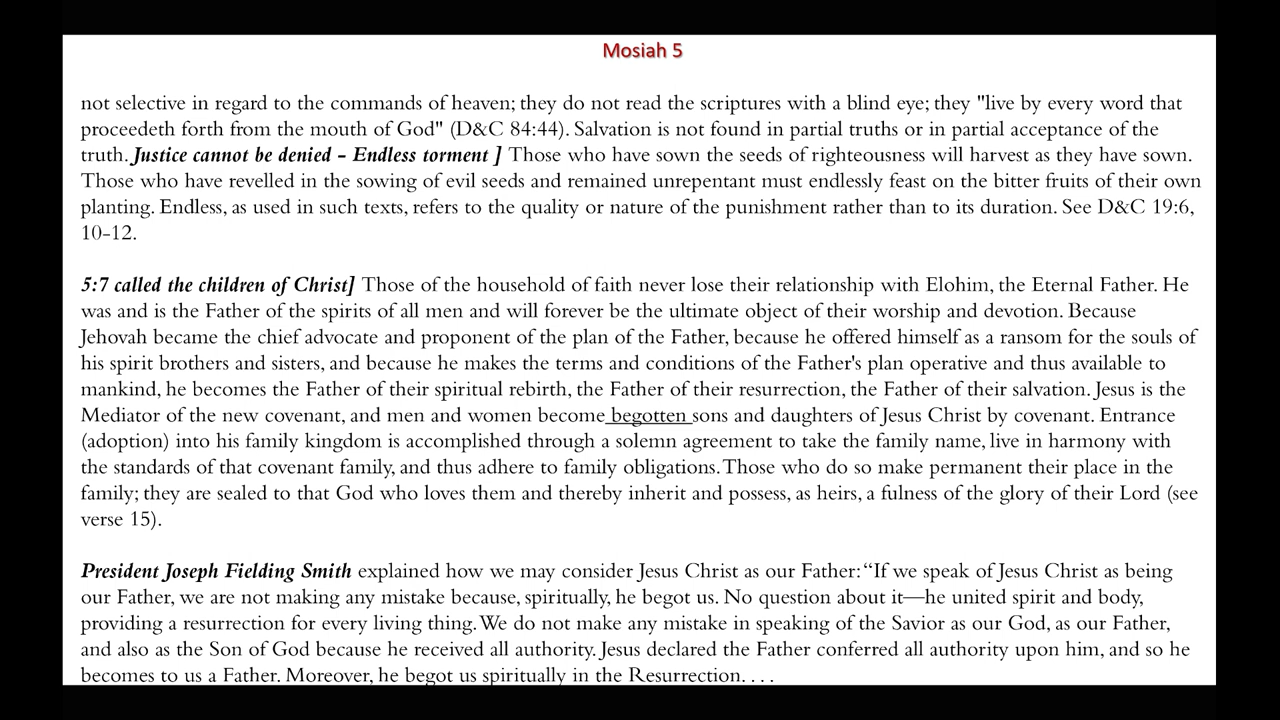 Mosiah 5
not selective in regard to the commands of heaven; they do not read the scriptures with a blind eye; they "live by every word that
proceedeth forth from the mouth of God" (D&C 84:44). Salvation is not found in partial truths or in partial acceptance of the
truth. Justice cannot be denied - Endless torment ] Those who have sown the seeds of righteousness will harvest as they have sown.
Those who have revelled in the sowing of evil seeds and remained unrepentant must endlessly feast on the bitter fruits of their own
planting. Endless, as used in such texts, refers to the quality or nature of the punishment rather than to its duration. See D&C 19:6,
10-12.
5:7 called the children of Christ] Those of the household of faith never lose their relationship with Elohim, the Eternal Father. He
was and is the Father of the spirits of all men and will forever be the ultimate object of their worship and devotion. Because
Jehovah became the chief advocate and proponent of the plan of the Father, because he offered himself as a ransom for the souls of
his spirit brothers and sisters, and because he makes the terms and conditions of the Father's plan operative and thus available to
mankind, he becomes the Father of their spiritual rebirth, the Father of their resurrection, the Father of their salvation. Jesus is the
Mediator of the new covenant, and men and women become begotten sons and daughters of Jesus Christ by covenant. Entrance
(adoption) into his family kingdom is accomplished through a solemn agreement to take the family name, live in harmony with
the standards of that covenant family, and thus adhere to family obligations. Those who do so make permanent their place in the
family; they are sealed to that God who loves them and thereby inherit and possess, as heirs, a fulness of the glory of their Lord (see
verse 15).
President Joseph Fielding Smith explained how we may consider Jesus Christ as our Father: “If we speak of Jesus Christ as being
our Father, we are not making any mistake because, spiritually, he begot us. No question about it—he united spirit and body,
providing a resurrection for every living thing. We do not make any mistake in speaking of the Savior as our God, as our Father,
and also as the Son of God because he received all authority. Jesus declared the Father conferred all authority upon him, and so he
becomes to us a Father. Moreover, he begot us spiritually in the Resurrection. . . .